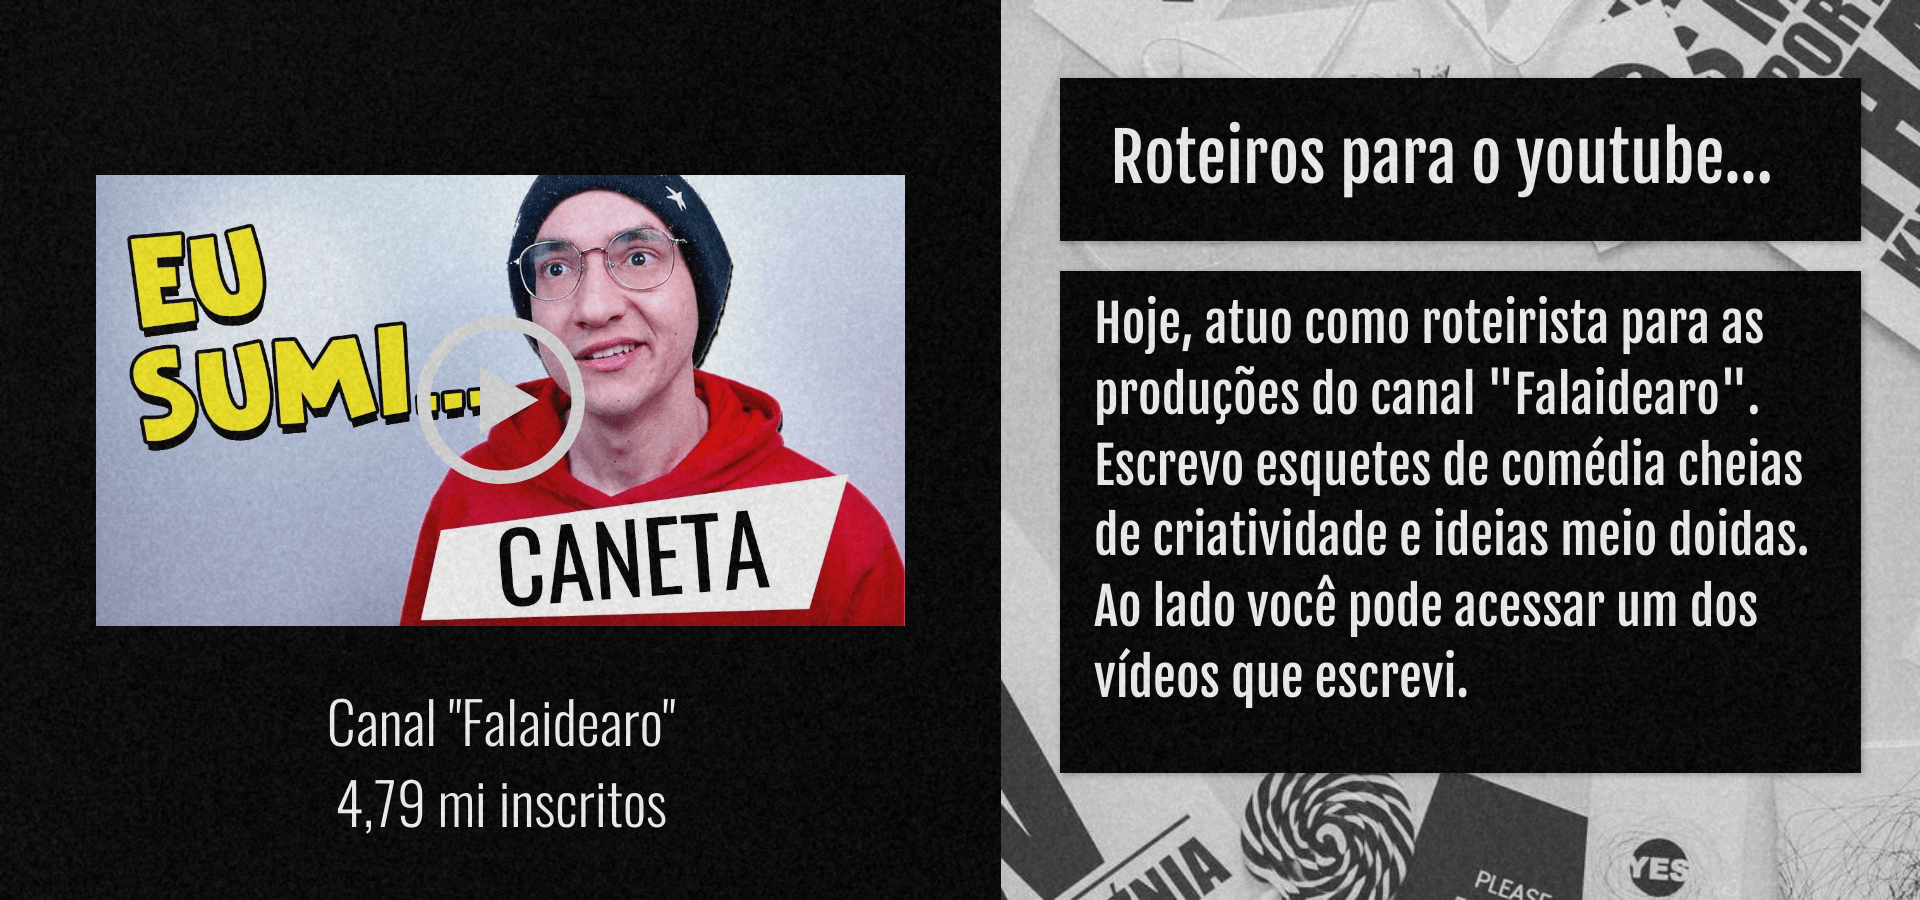 EU
SUMI...
CANETA
Canal "Falaidearo"
4,79 mi inscritos
Roteiros para o youtube...
Hoje, atuo como roteirista para as
produções do canal "Falaidearo".
Escrevo esquetes de comédia cheias
de criatividade e ideias meio doidas.
Ao lado você pode acessar um dos
vídeos que escrevi.
PLEASE
YES